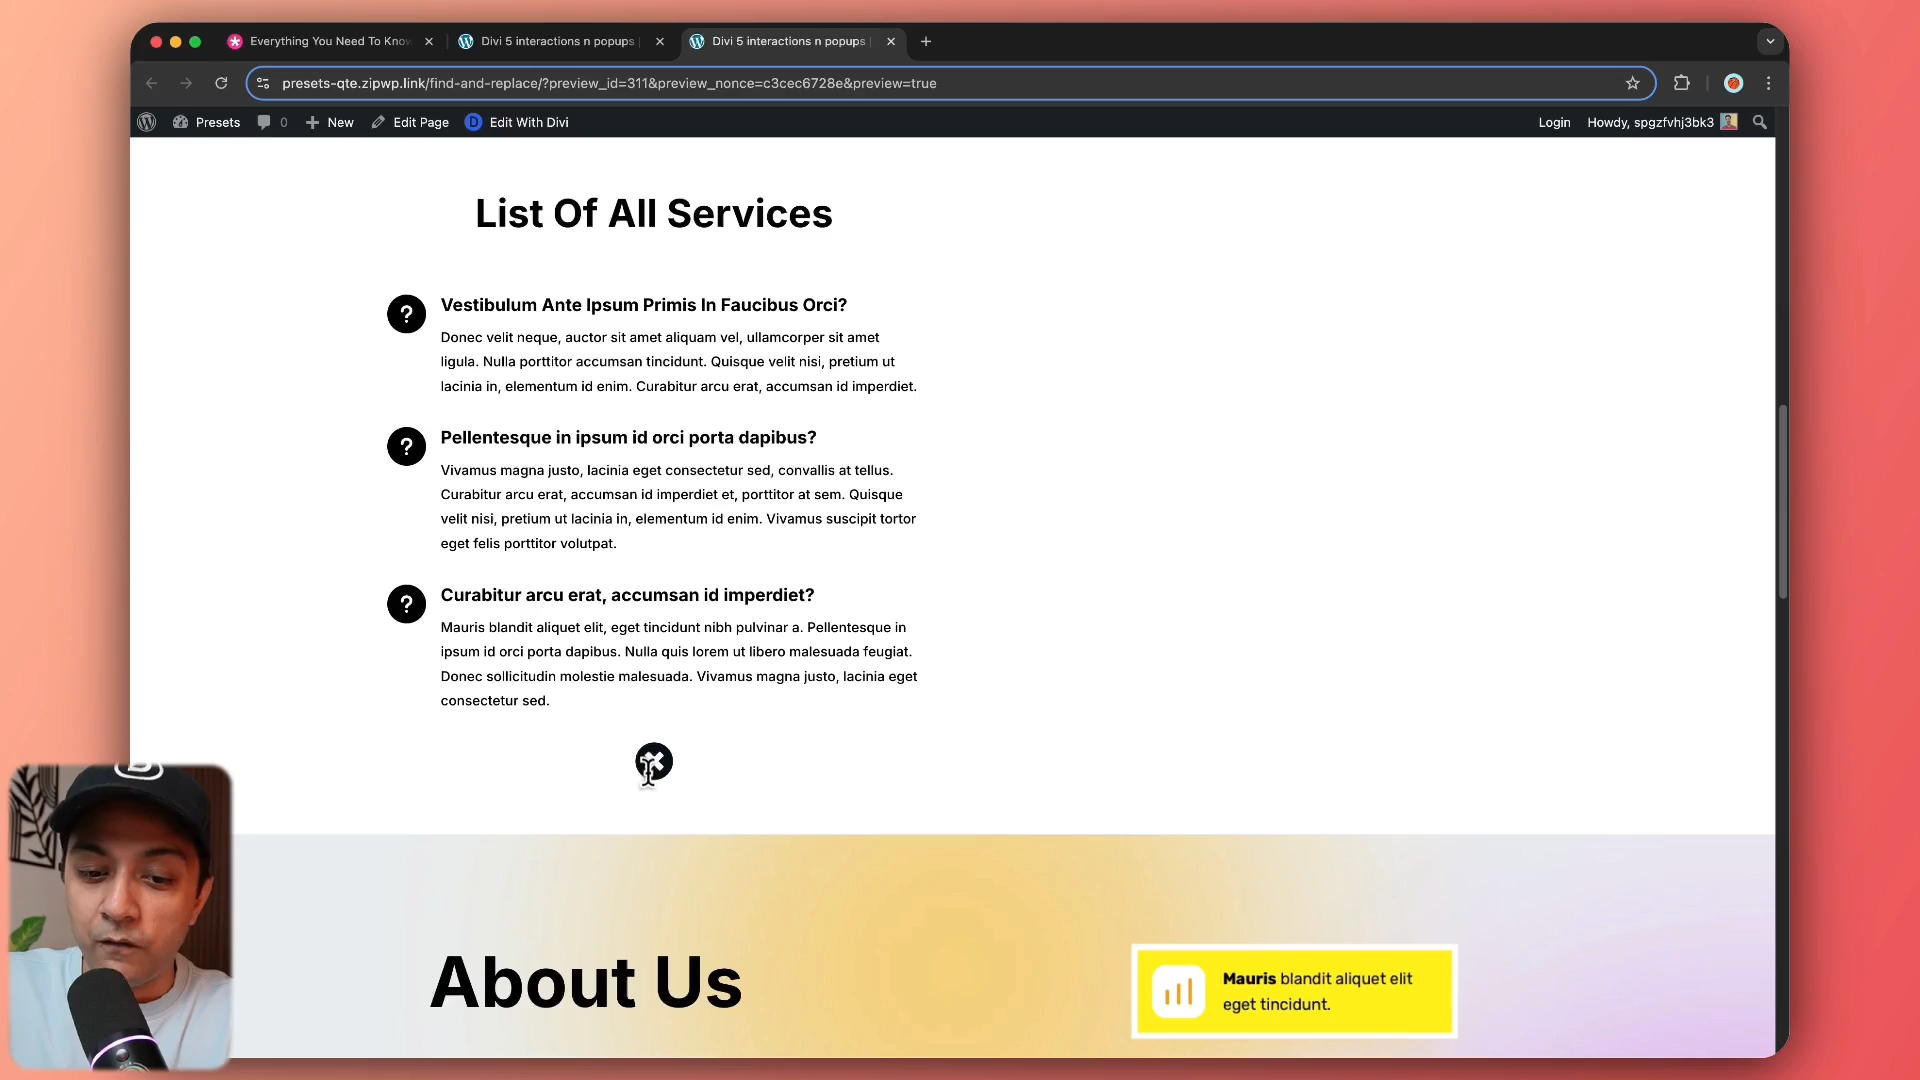 Everything You Need To Know
Divi 5 interactions n popups
Divi 5 interactions n popups
presets-qte.zipwp.link/find-and-replace/?preview_id=311&preview_nonce=c3cec6728e&preview=true
Presets
0
New
Edit Page
D
Edit With Divi
Login
Howdy, spgzfvhj3bk3
List Of All Services
? Vestibulum Ante Ipsum Primis In Faucibus Orci?
Donec velit neque, auctor sit amet aliquam vel, ullamcorper sit amet
ligula. Nulla porttitor accumsan tincidunt. Quisque velit nisi, pretium ut
lacinia in, elementum id enim. Curabitur arcu erat, accumsan id imperdiet.
? Pellentesque in ipsum id orci porta dapibus?
Vivamus magna justo, lacinia eget consectetur sed, convallis at tellus.
Curabitur arcu erat, accumsan id imperdiet et, porttitor at sem. Quisque
velit nisi, pretium ut lacinia in, elementum id enim. Vivamus suscipit tortor
eget felis porttitor volutpat.
? Curabitur arcu erat, accumsan id imperdiet?
Mauris blandit aliquet elit, eget tincidunt nibh pulvinar a. Pellentesque in
ipsum id orci porta dapibus. Nulla quis lorem ut libero malesuada feugiat.
Donec sollicitudin molestie malesuada. Vivamus magna justo, lacinia eget
consectetur sed.
About Us
Mauris blandit aliquet elit
eget tincidunt.